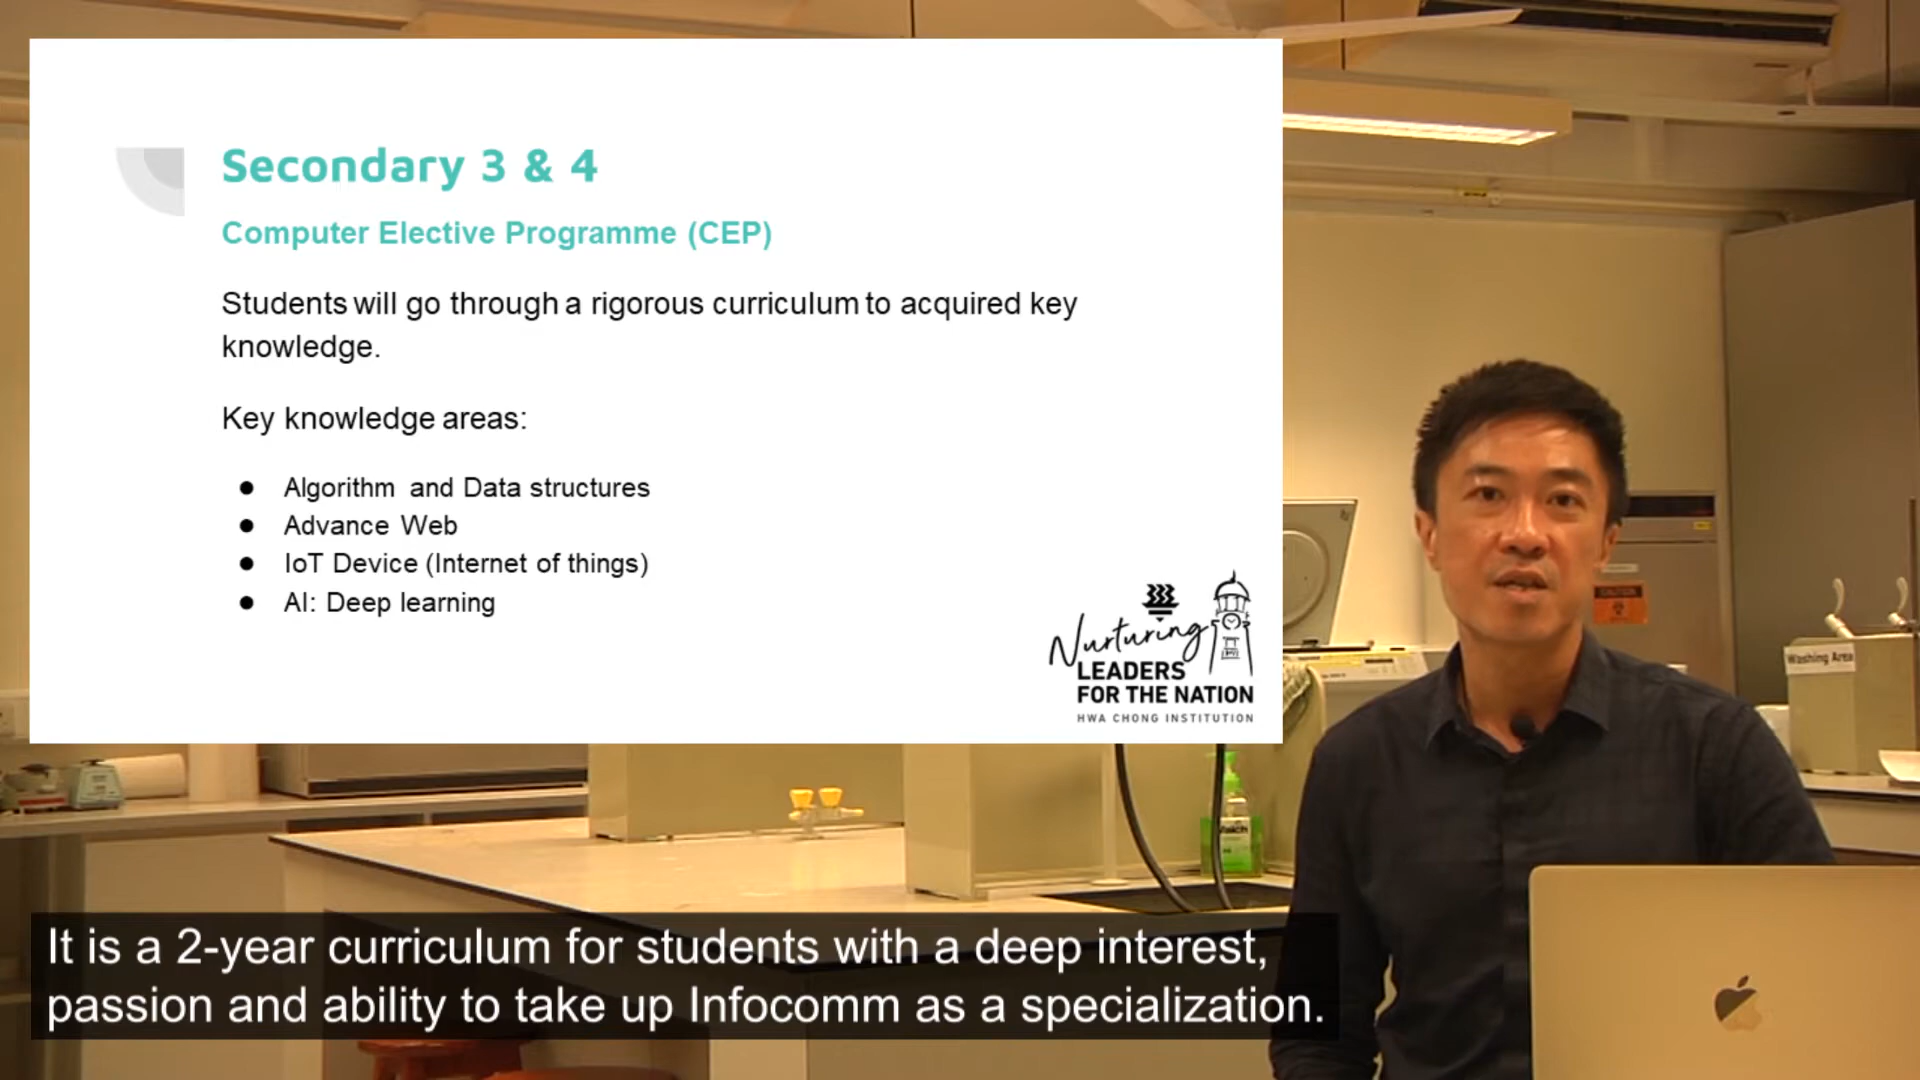 Secondary 3 & 4
Computer Elective Programme (CEP)
Students will go through a rigorous curriculum to acquired key
knowledge.
Key knowledge areas:
● Algorithm and Data structures
● Advance Web
● IoT Device (Internet of things)
● AI: Deep learning
Nurturing
LEADERS
FOR THE NATION
HWA CHONG INSTITUTION
CAUTION
Washing Area
It is a 2-year curriculum for students with a deep interest,
passion and ability to take up Infocomm as a specialization.